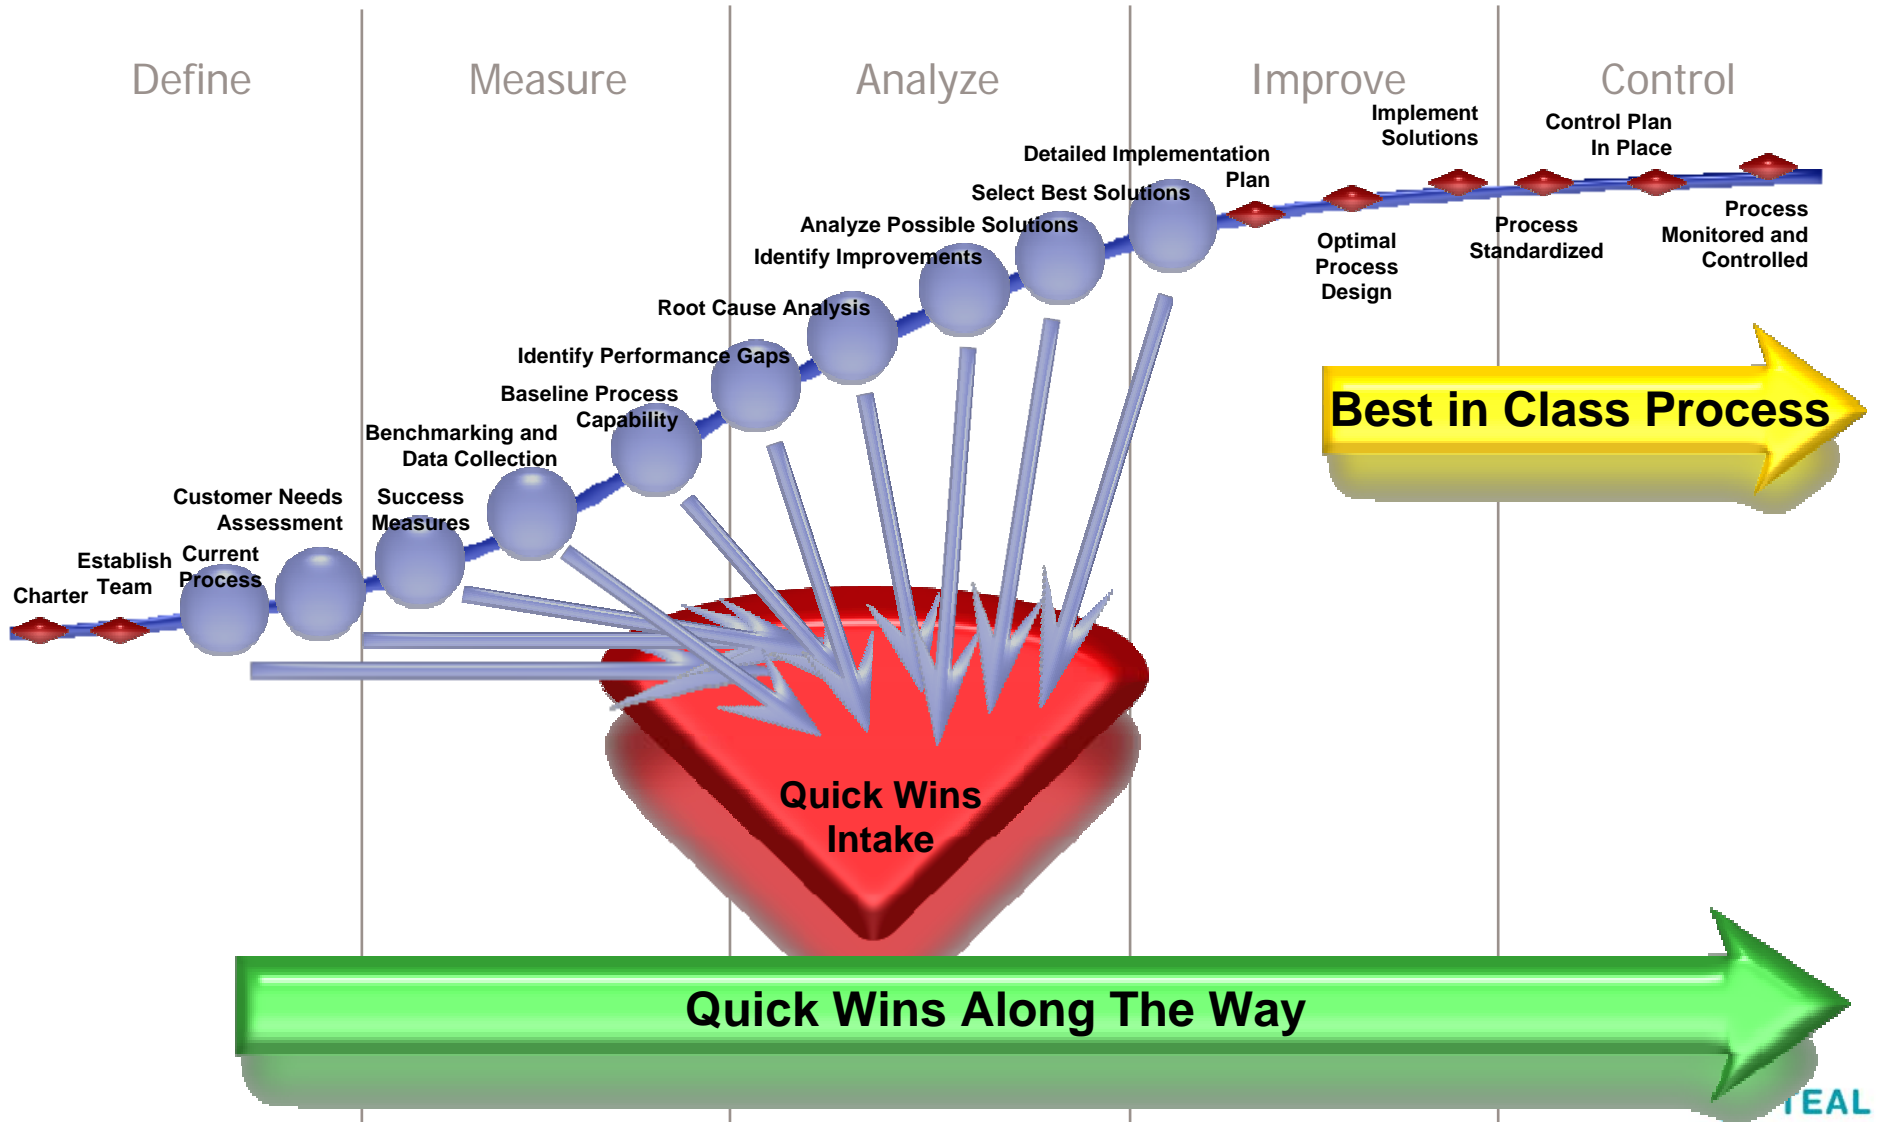 Define
Measure
Analyze
Improve
Control
Charter
Establish
Team
Current
Process
Customer Needs
Assessment
Success
Measures
Benchmarking and
Data Collection
Baseline Process
Capability
Identify Performance Gaps
Root Cause Analysis
Identify Improvements
Analyze Possible Solutions
Select Best Solutions
Detailed Implementation
Plan
Optimal
Process
Design
Implement
Solutions
Process
Standardized
Control Plan
In Place
Process
Monitored and
Controlled
Best in Class Process
Quick Wins
Intake
Quick Wins Along The Way
TEAL